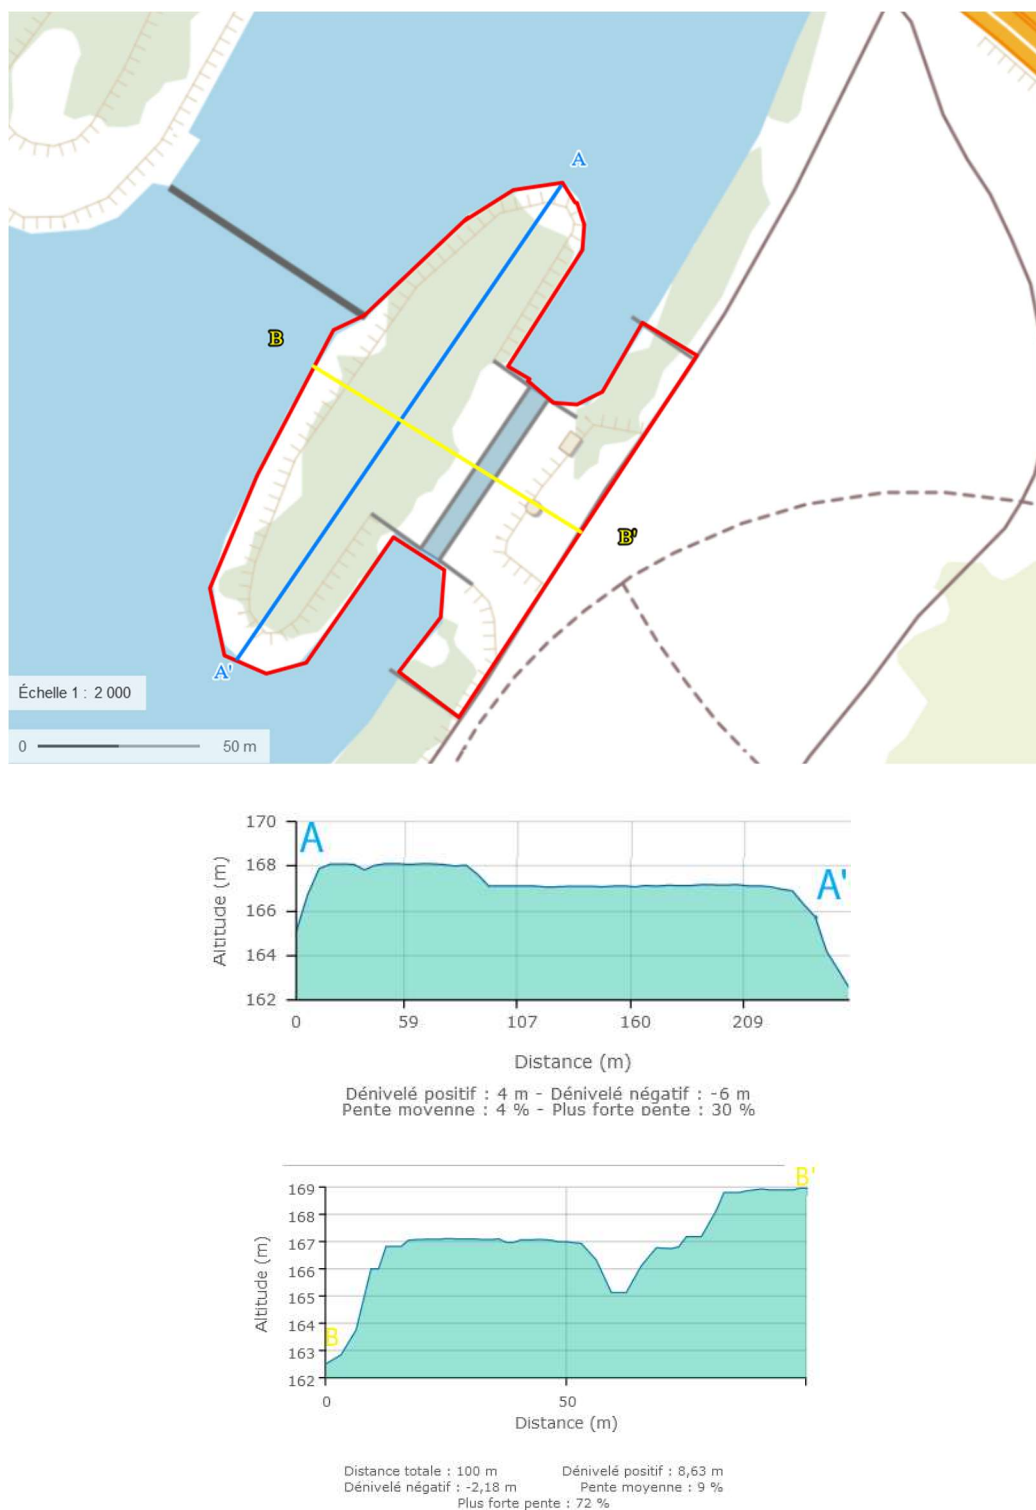 A
B
B'
A'
Échelle 1 : 2 000
0 50 m
170
168
166
164
162
Altitude (m)
A
A'
0 59 107 160 209
Distance (m)
Dénivelé positif : 4 m - Dénivelé négatif : -6 m
Pente moyenne : 4 % - Plus forte pente : 30 %
B'
169
168
167
166
165
164
163
162
Altitude (m)
B
0 50
Distance (m)
Distance totale : 100 m Dénivelé positif : 8,63 m
Dénivelé négatif : -2,18 m Pente moyenne : 9 %
Plus forte pente : 72 %